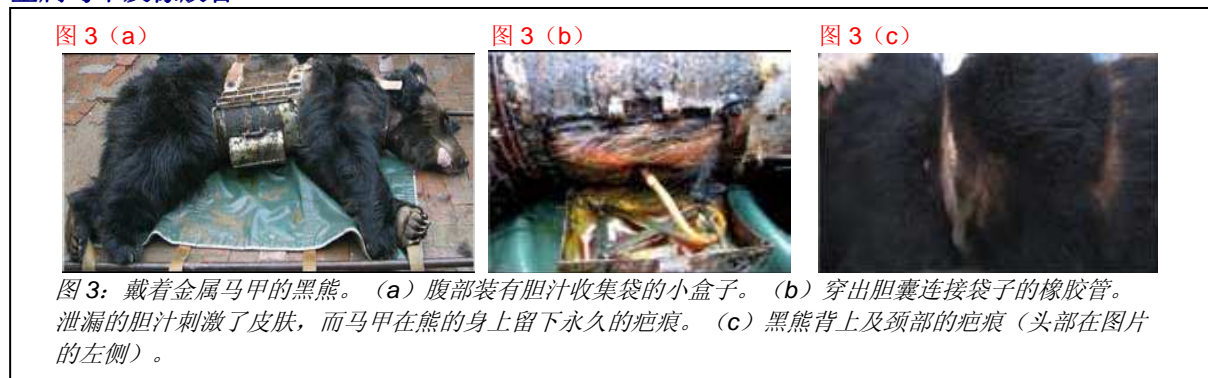 图 3（a）
图 3（b）
图 3（c）
图 3：戴着金属马甲的黑熊。（a）腹部装有胆汁收集袋的小盒子。（b）穿出胆囊连接袋子的橡胶管。
泄漏的胆汁刺激了皮肤，而马甲在熊的身上留下永久的疤痕。（c）黑熊背上及颈部的疤痕（头部在图片
的左侧）。